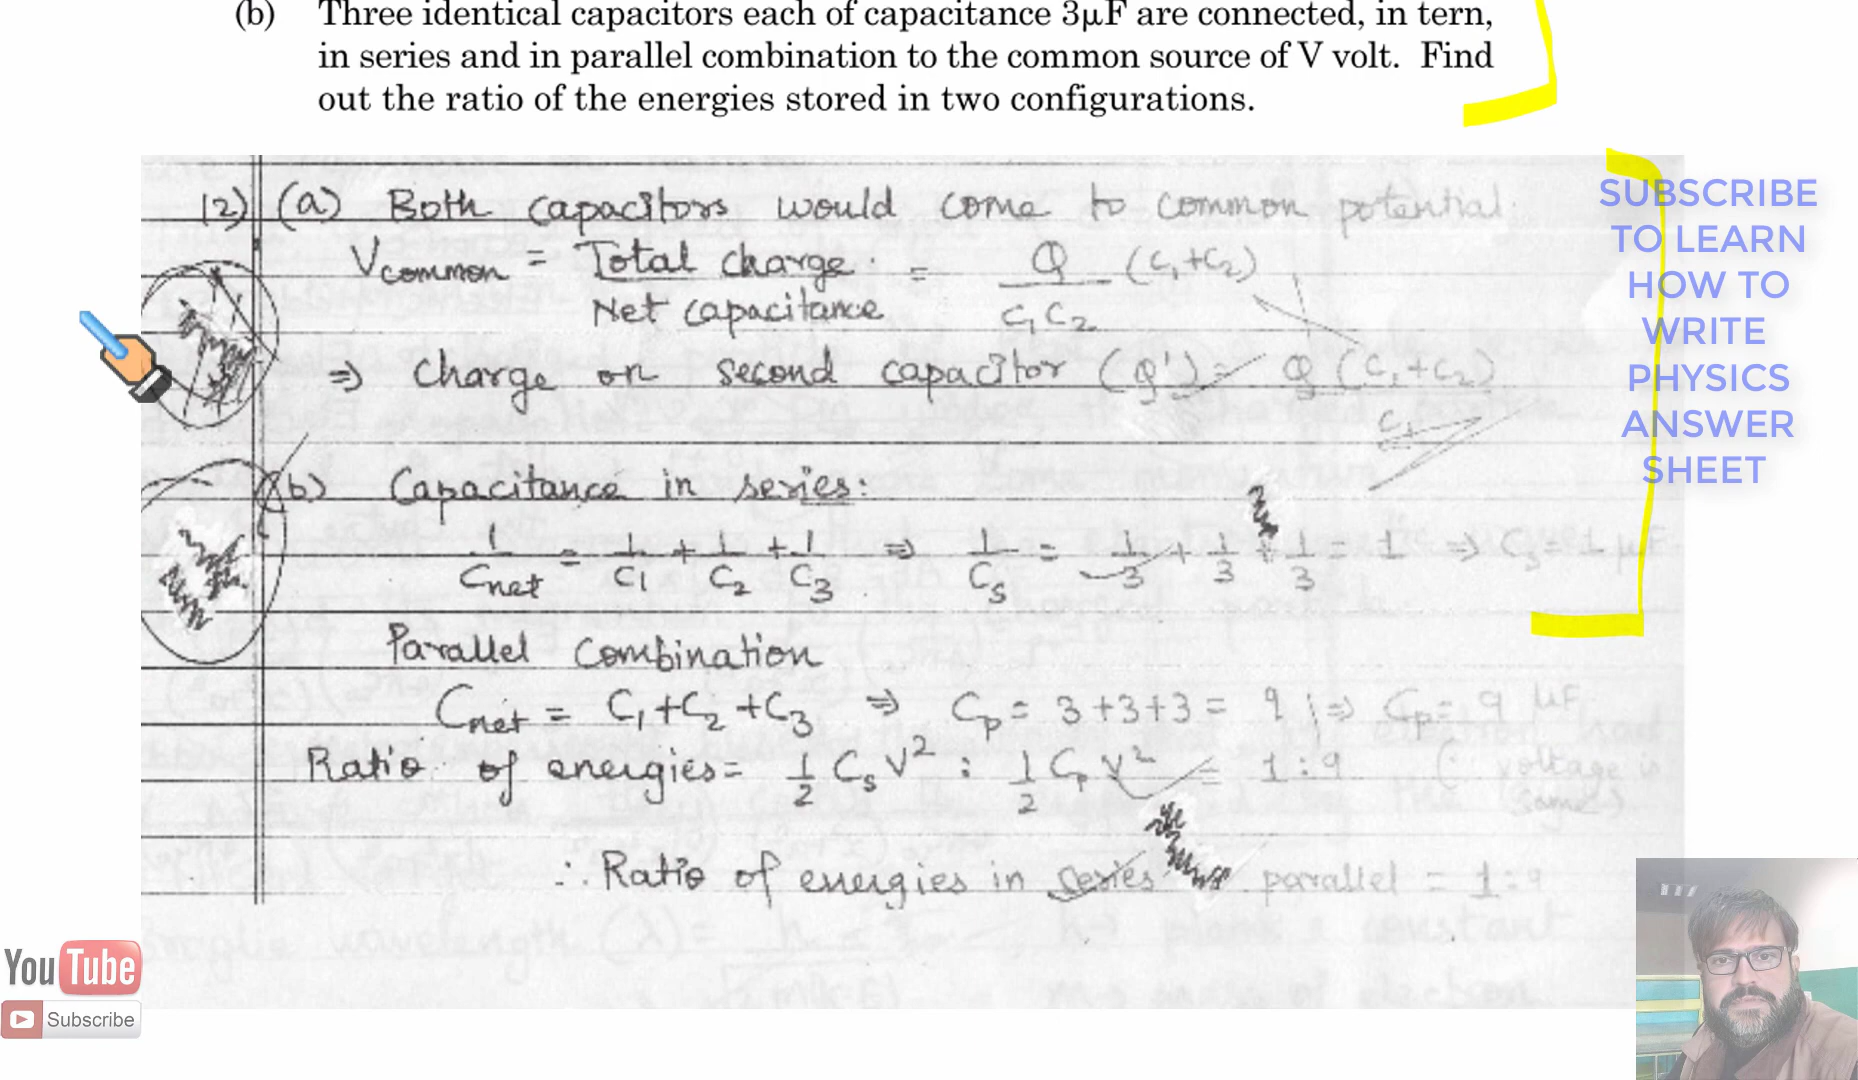 (b) Three identical capacitors each of capacitance 3μF are connected, in tern,
in series and in parallel combination to the common source of V volt. Find
out the ratio of the energies stored in two configurations.
12) (a) Both capacitors would come to common potential.
Vcommon = Total charge / Net capacitance = Q / C₁C₂ (C₁+C₂)
⇒ Charge on second capacitor (Q') = Q (C₁+C₂) / C₁
(b) Capacitance in series:
1/Cnet = 1/C₁ + 1/C₂ + 1/C₃ ⇒ 1/Cs = 1/3 + 1/3 + 1/3 = 1 ⇒ Cs = 1 μF
Parallel Combination
Cnet = C₁+C₂+C₃ ⇒ Cp = 3+3+3 = 9 ⇒ Cp = 9 μF
Ratio of energies = 1/2 Cs V² : 1/2 Cp V² = 1:9 (∵ voltage is
same)
∴ Ratio of energies in series parallel = 1:9
SUBSCRIBE
TO LEARN
HOW TO
WRITE
PHYSICS
ANSWER
SHEET
YouTube
Subscribe